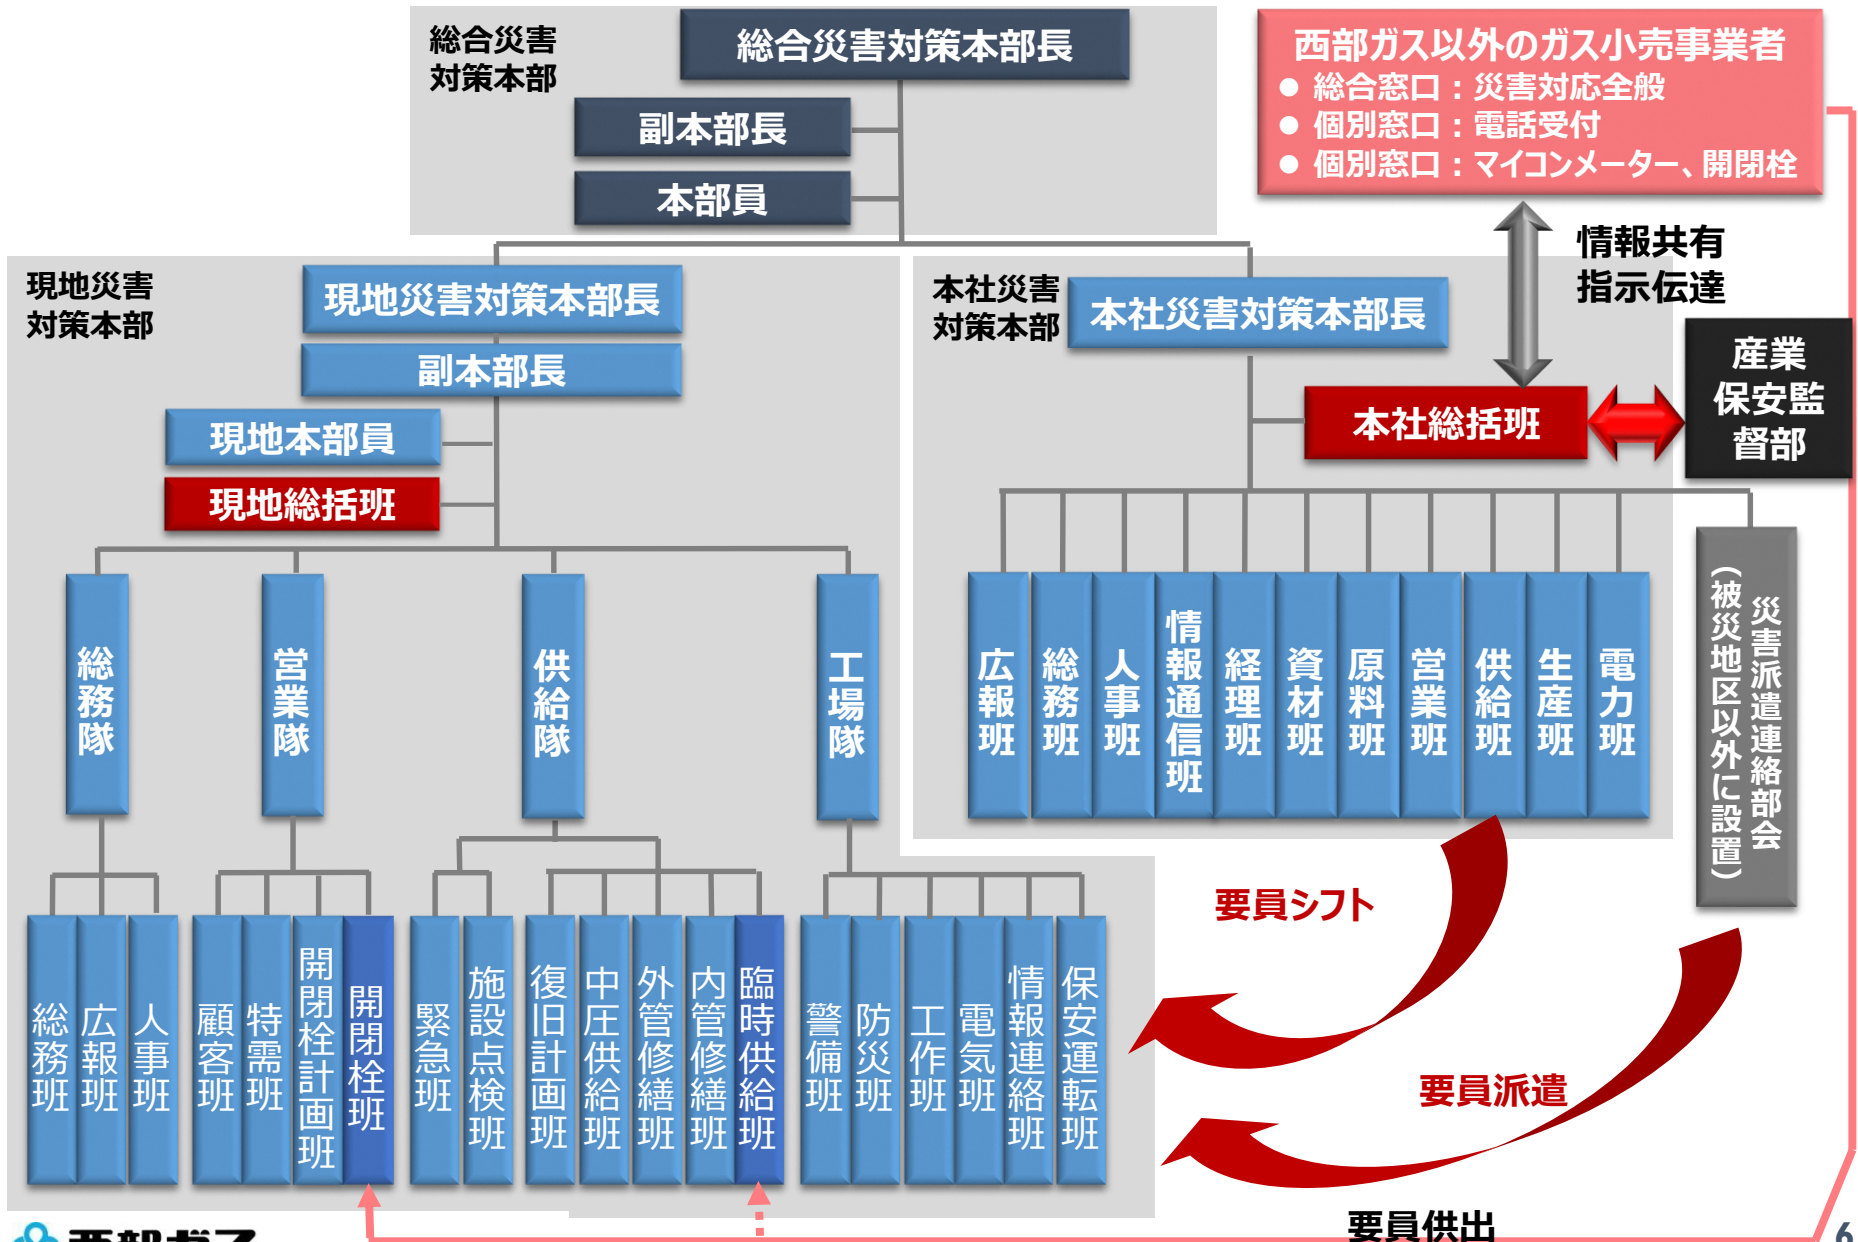 総合災害
対策本部
総合災害対策本部長
副本部長
本部員
西部ガス以外のガス小売事業者
● 総合窓口：災害対応全般
● 個別窓口：電話受付
● 個別窓口：マイコンメーター、開閉栓
情報共有
指示伝達
現地災害
対策本部
現地災害対策本部長
副本部長
現地本部員
現地総括班
本社災害
対策本部
本社災害対策本部長
本社総括班
産業
保安監
督部
総務隊
営業隊
供給隊
工場隊
広報班
総務班
人事班
情報通信班
経理班
資材班
原料班
営業班
供給班
生産班
電力班
災害派遣連絡部会
（被災地区以外に設置）
総務班
広報班
人事班
顧客班
特需班
開閉栓計画班
開閉栓班
緊急班
施設点検班
復旧計画班
中圧供給班
外管修繕班
内管修繕班
臨時供給班
警備班
防災班
工作班
電気班
情報連絡班
保安運転班
要員シフト
要員派遣
要員供出
西部ガス
6